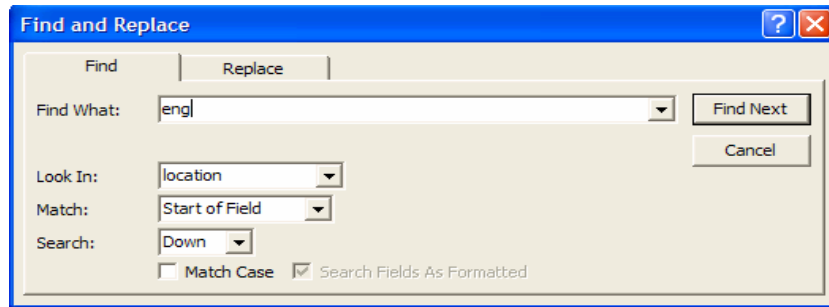 Find and Replace
Find Replace
Find What: eng Find Next
Cancel
Look In: location
Match: Start of Field
Search: Down
Match Case Search Fields As Formatted